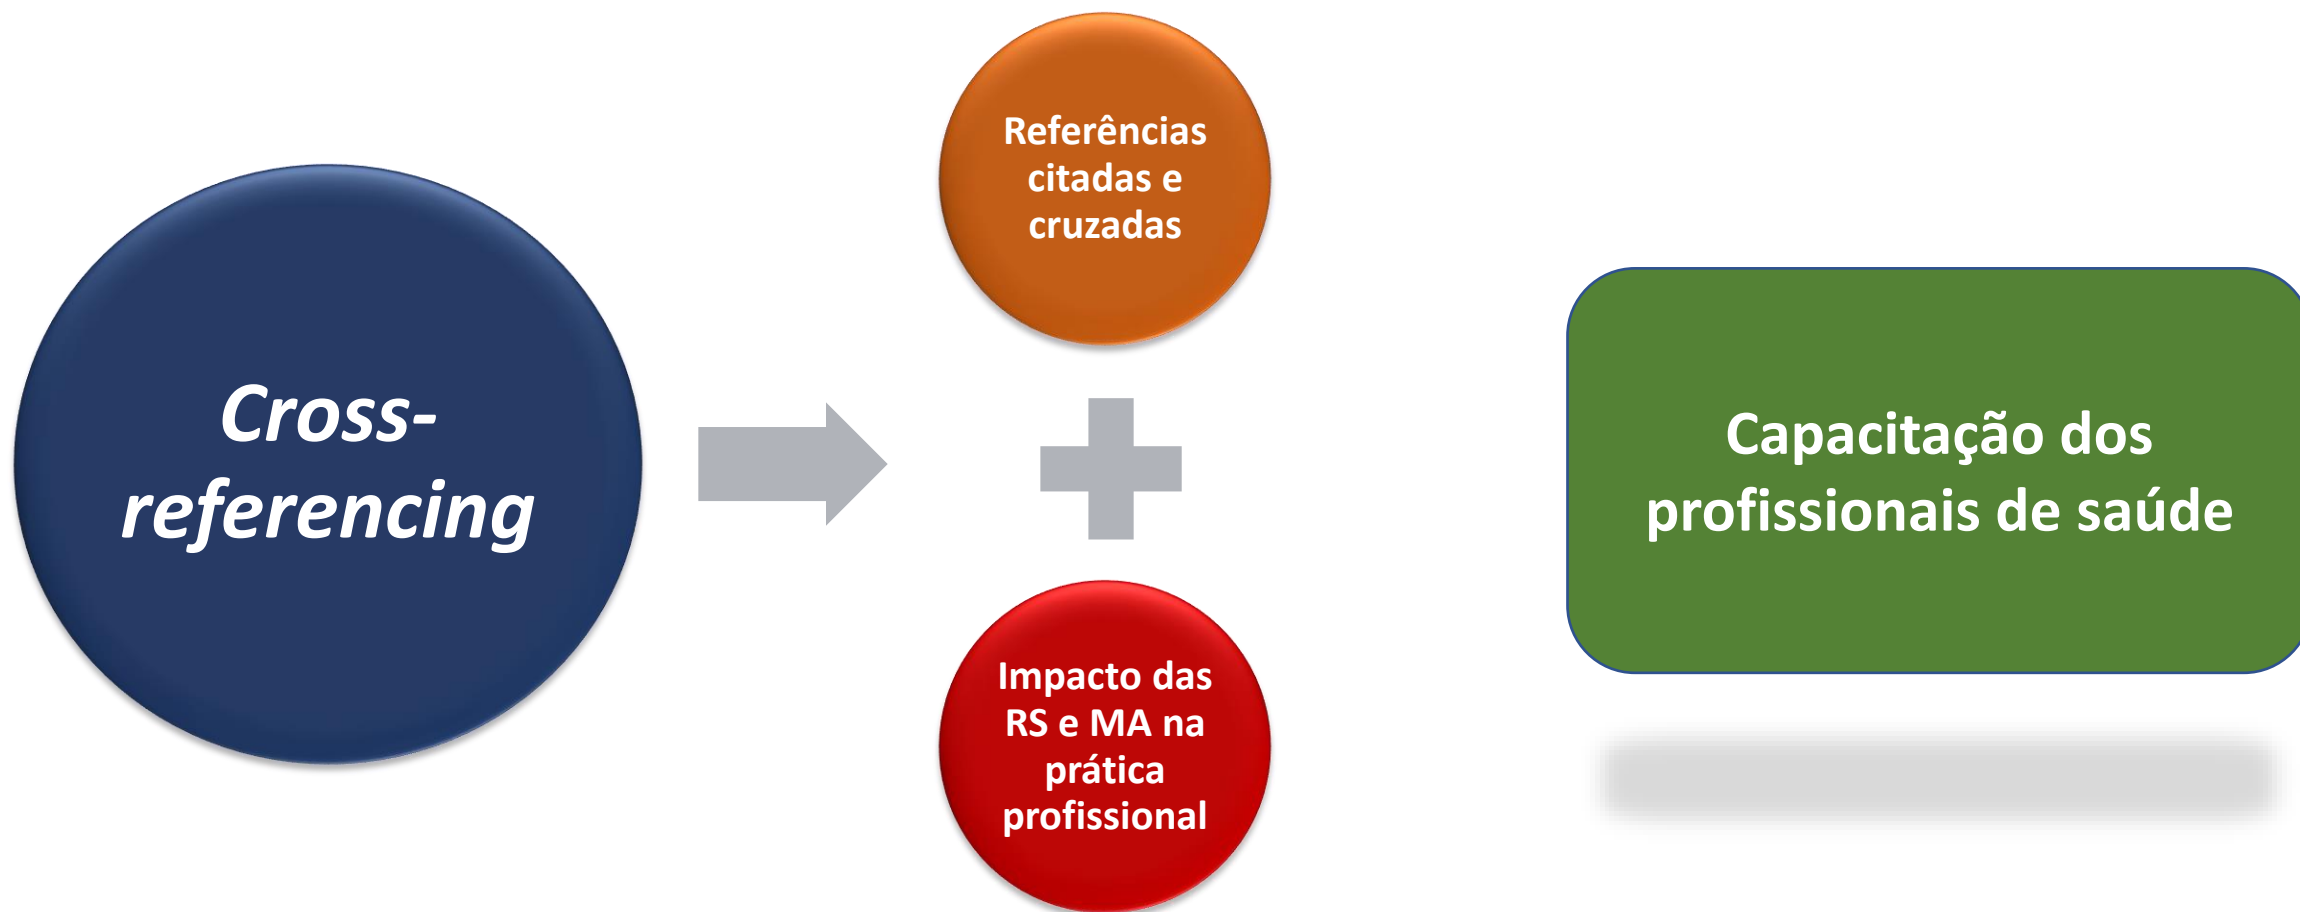 Cross-
referencing
Referências
citadas e
cruzadas
Impacto das
RS e MA na
prática
profissional
Capacitação dos
profissionais de saúde